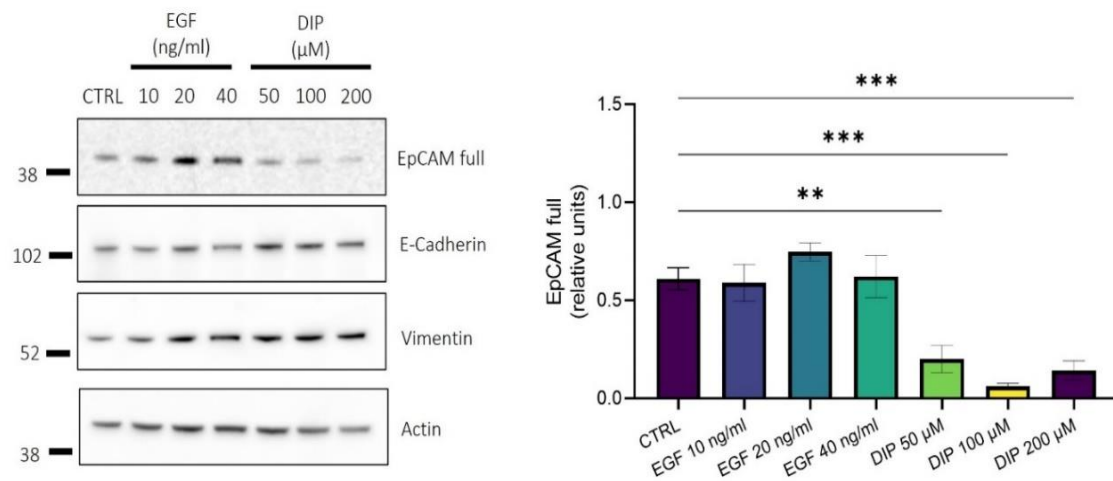 EGF
(ng/ml)
DIP
(µM)
CTRL 10 20 40 50 100 200
EpCAM full
38
E-Cadherin
102
Vimentin
52
Actin
38
***
***
**
EpCAM full
(relative units)
1.5
1.0
0.5
0.0
CTRL
EGF 10 ng/ml
EGF 20 ng/ml
EGF 40 ng/ml
DIP 50 µM
DIP 100 µM
DIP 200 µM